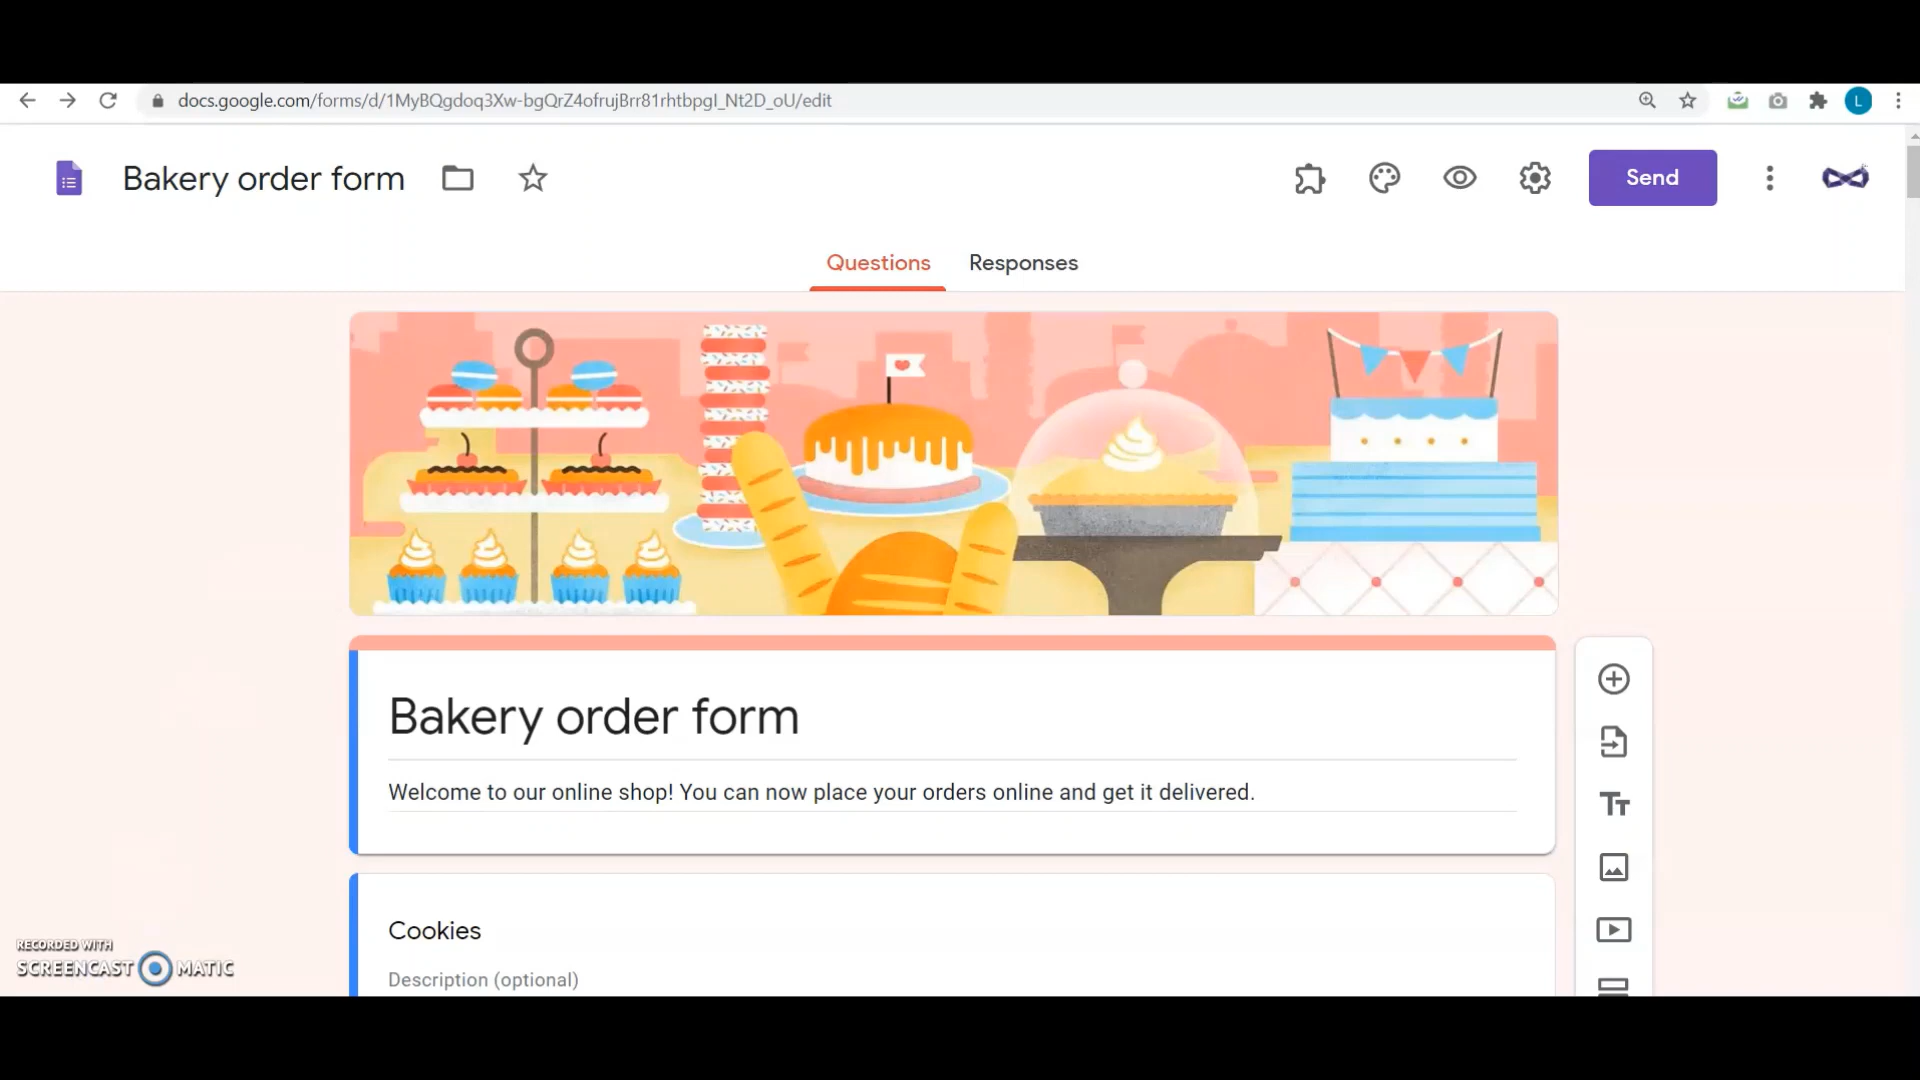 docs.google.com/forms/d/1MyBQgdoq3Xw-bgQrZ4ofrujBrr81rhtbpgI_Nt2D_oU/edit
L
Bakery order form
Send
Questions
Responses
Bakery order form
Welcome to our online shop! You can now place your orders online and get it delivered.
Cookies
Description (optional)
RECORDED WITH
SCREENCAST MATIC